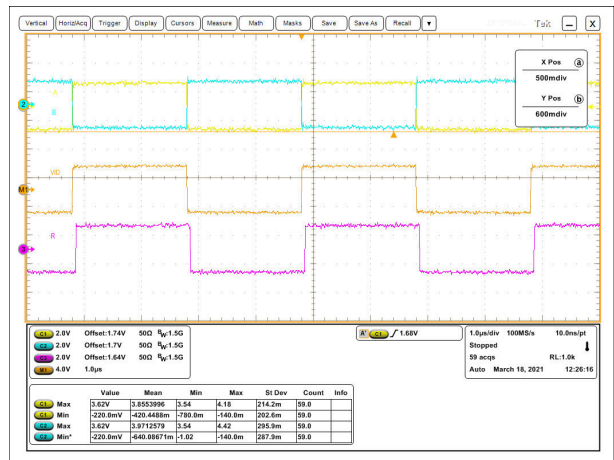 Vertical Horiz/Acq Trigger Display Cursors Measure Math Masks Save Save As Recall ▼ Tek — X
X Pos a
500mdiv
Y Pos b
600mdiv
A
2
B
VID
M1
R
3
C1 2.0V Offset:1.74V 50Ω BW:1.5G
C2 2.0V Offset:1.7V 50Ω BW:1.5G
C3 2.0V Offset:1.64V 50Ω BW:1.5G
M1 4.0V 1.0µs
A' C1 1.68V
1.0µs/div 100MS/s 10.0ns/pt
Stopped
59 acqs RL:1.0k
Auto March 18, 2021 12:26:16
Value Mean Min Max St Dev Count Info
C1 Max 3.62V 3.8553996 3.54 4.18 214.2m 59.0
C1 Min -220.0mV -420.4488m -780.0m -140.0m 202.6m 59.0
C2 Max 3.62V 3.9712579 3.54 4.42 295.9m 59.0
C2 Min* -220.0mV -640.08671m -1.02 -140.0m 287.9m 59.0